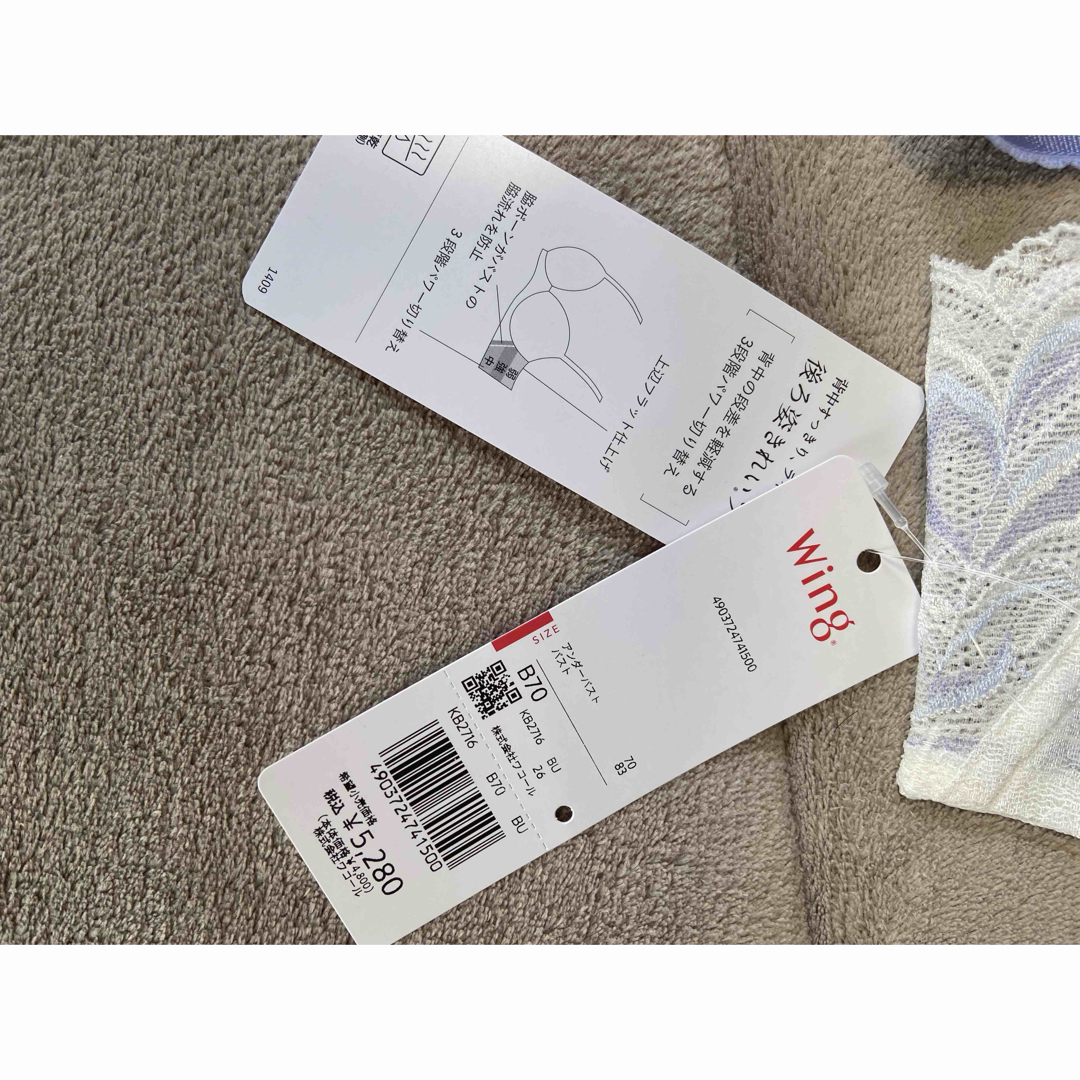 背中すっきり、
後ろ姿きれい
背中の段差を軽減する
3段階パワー切り替え
上辺フラット仕上げ
脇ボーンがバストの
脇流れを防止
3段階パワー切り替え
弱
強
中
1409
Wing®
4903724741500
SIZE
アンダーバスト 70
バスト 83
B70
KB2716 BU
26
株式会社ワコール
KB2716 B70 BU
4903724741500
希望小売価格
税込 ¥5,280
(本体価格¥4,800)
株式会社ワコール